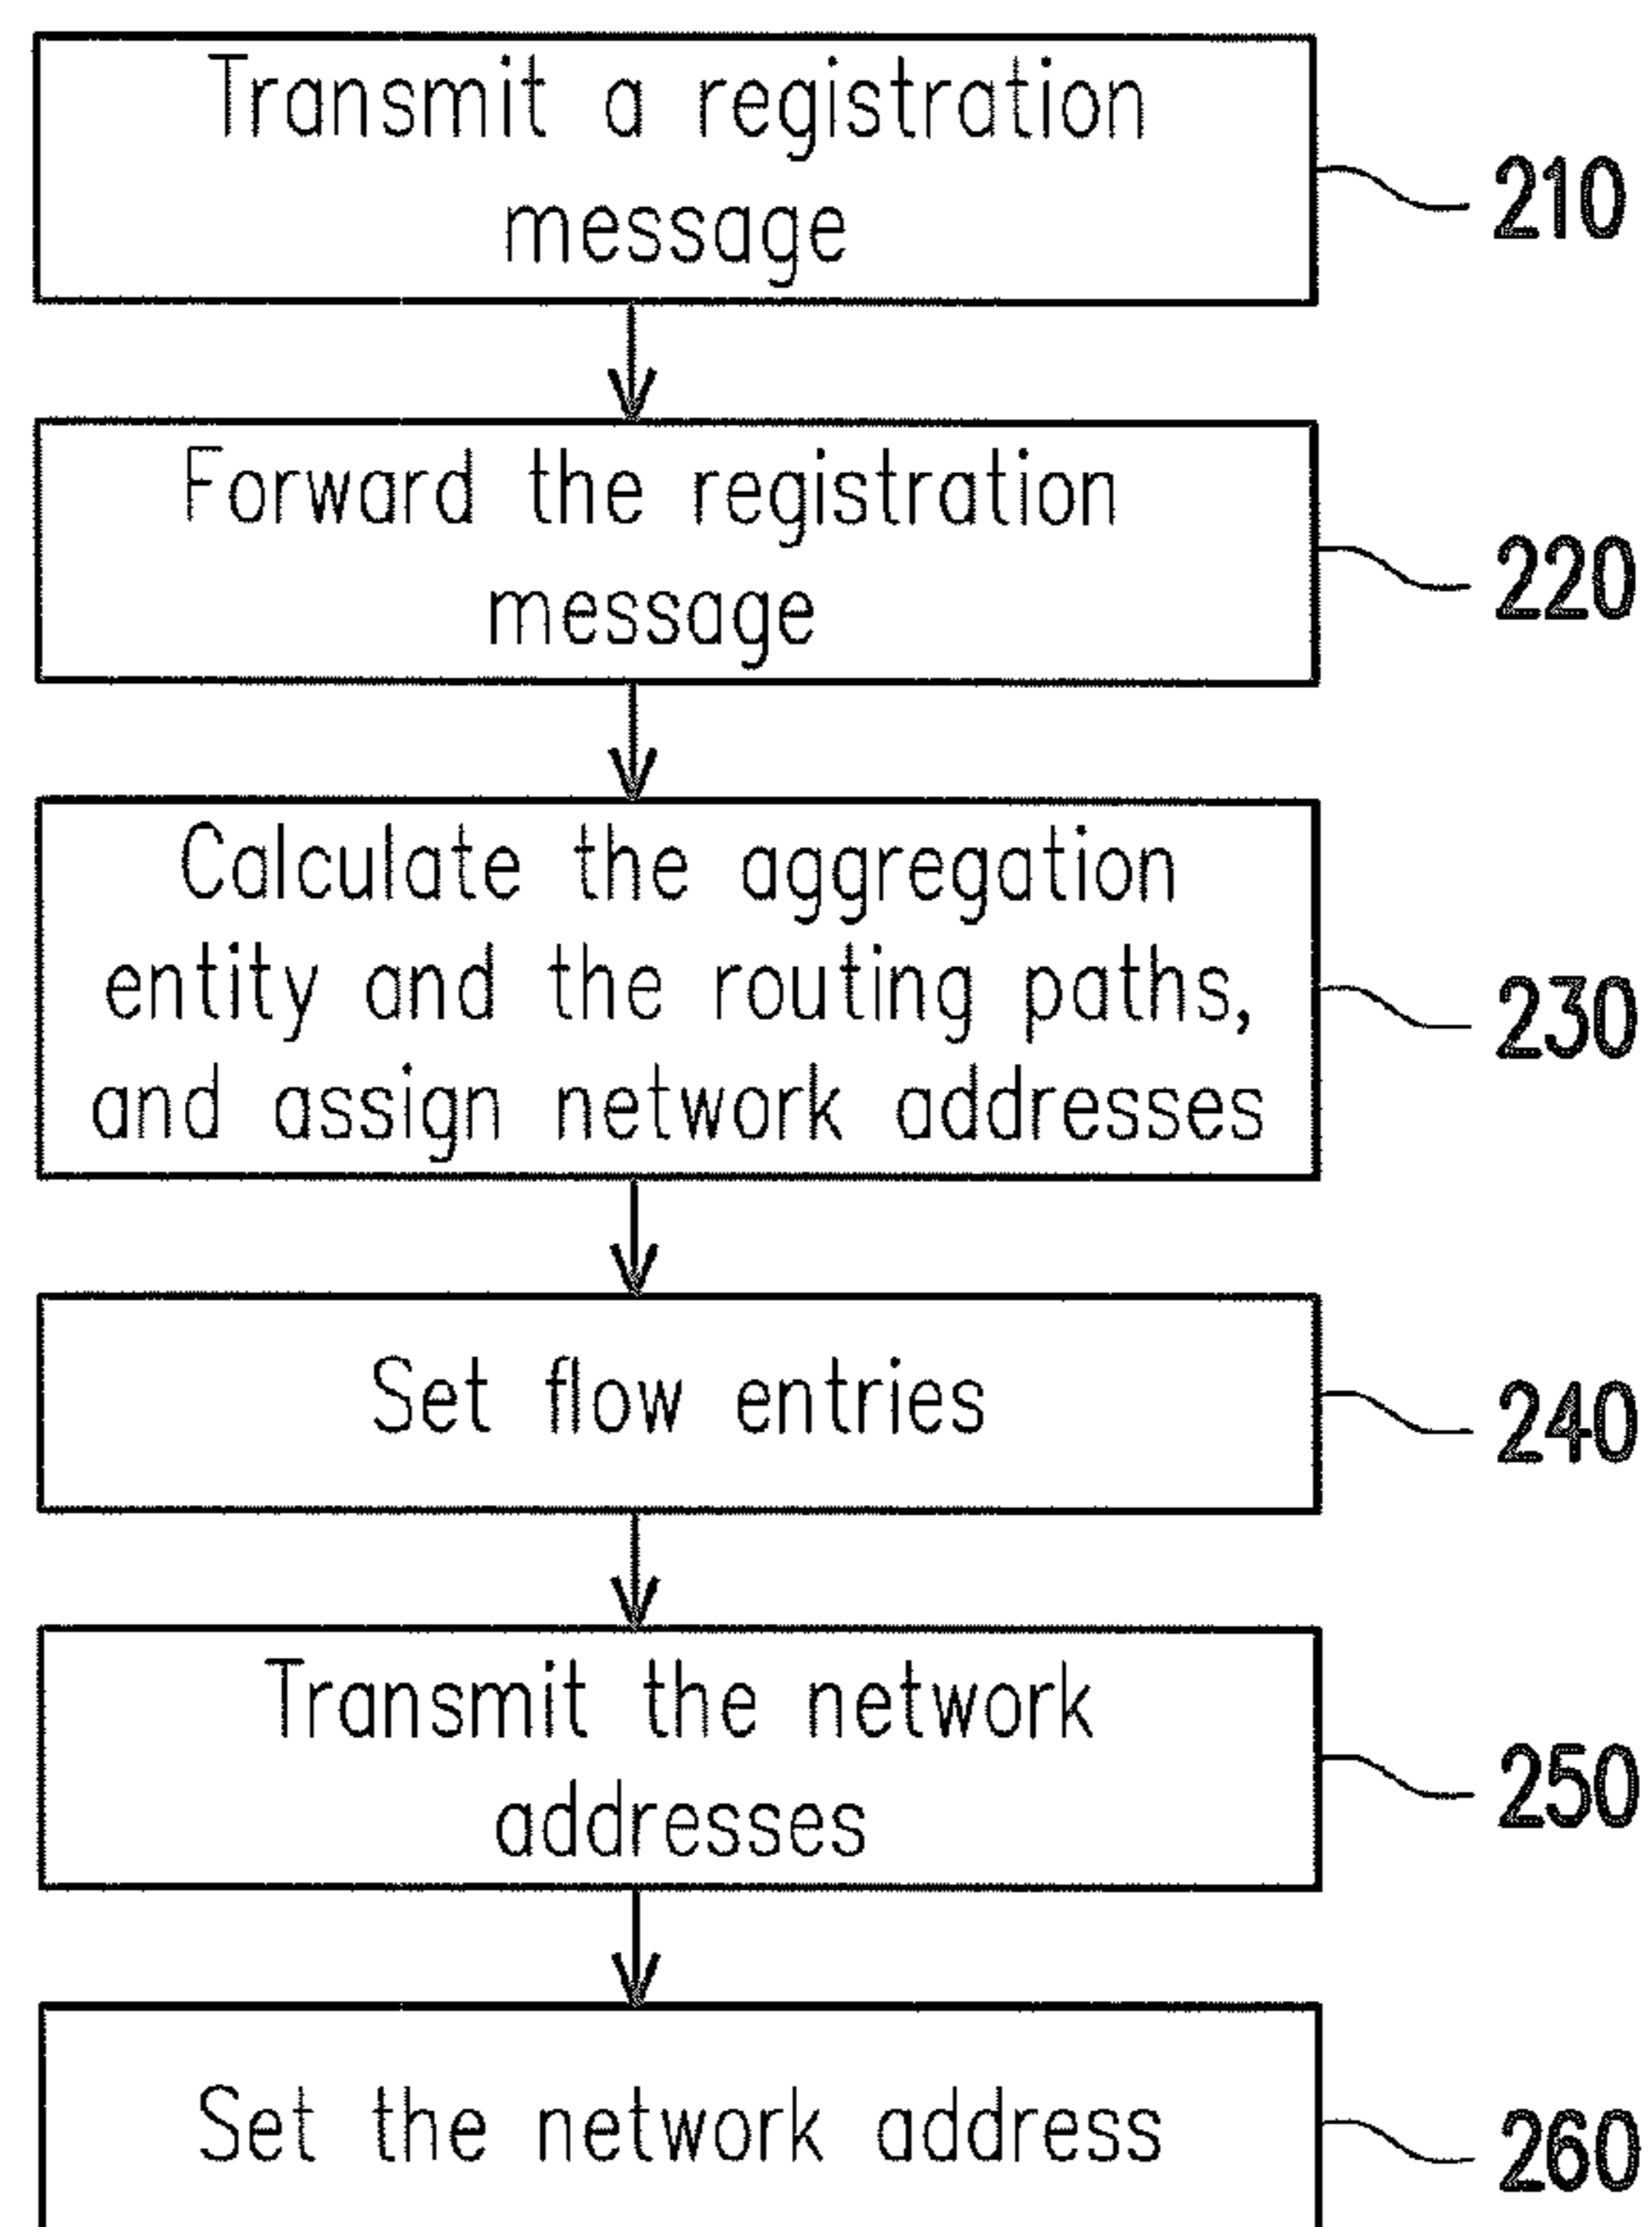 Transmit a registration
message
210
Forward the registration
message
220
Calculate the aggregation
entity and the routing paths,
and assign network addresses
230
Set flow entries
240
Transmit the network
addresses
250
Set the network address
260